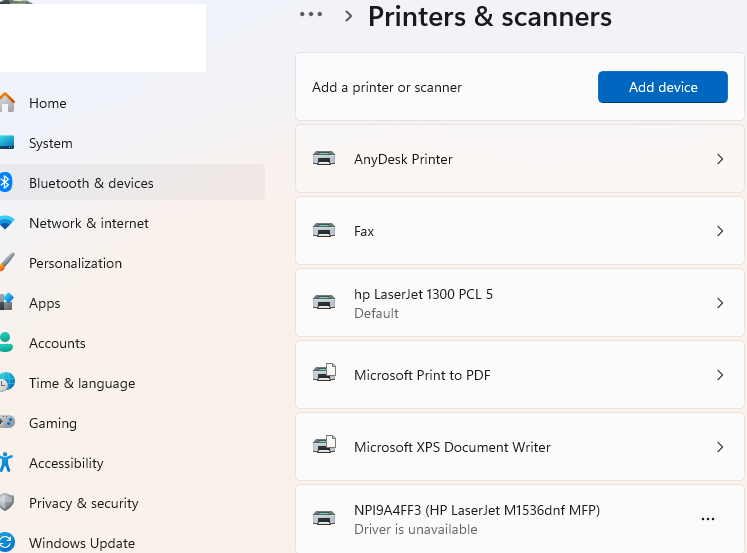 ... > Printers & scanners
Add a printer or scanner
Add device
Home
System
Bluetooth & devices
Network & internet
Personalization
Apps
Accounts
Time & language
Gaming
Accessibility
Privacy & security
Windows Update
AnyDesk Printer
Fax
hp LaserJet 1300 PCL 5
Default
Microsoft Print to PDF
Microsoft XPS Document Writer
NPI9A4FF3 (HP LaserJet M1536dnf MFP)
Driver is unavailable